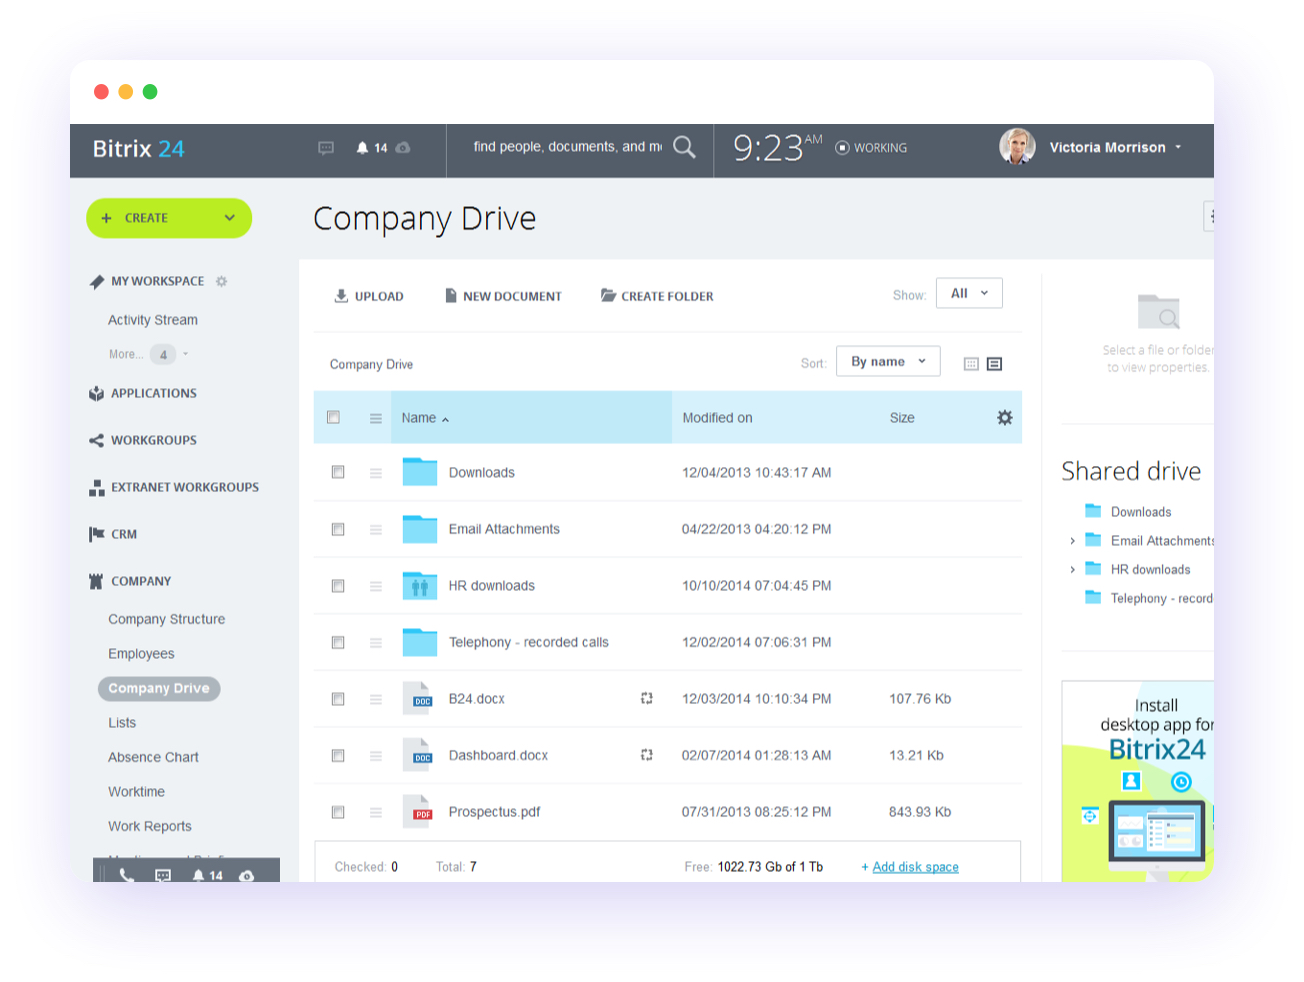 Bitrix 24
14
find people, documents, and m
9:23 AM
WORKING
Victoria Morrison
+ CREATE
Company Drive
MY WORKSPACE
Activity Stream
More... 4
APPLICATIONS
WORKGROUPS
EXTRANET WORKGROUPS
CRM
COMPANY
Company Structure
Employees
Company Drive
Lists
Absence Chart
Worktime
Work Reports
14
UPLOAD
NEW DOCUMENT
CREATE FOLDER
Show: All
Company Drive
Sort: By name
Name Modified on Size
Downloads 12/04/2013 10:43:17 AM
Email Attachments 04/22/2013 04:20:12 PM
HR downloads 10/10/2014 07:04:45 PM
Telephony - recorded calls 12/02/2014 07:06:31 PM
DOC B24.docx 12/03/2014 10:10:34 PM 107.76 Kb
DOC Dashboard.docx 02/07/2014 01:28:13 AM 13.21 Kb
PDF Prospectus.pdf 07/31/2013 08:25:12 PM 843.93 Kb
Checked: 0 Total: 7 Free: 1022.73 Gb of 1 Tb + Add disk space
Select a file or folder
to view properties.
Shared drive
Downloads
Email Attachments
HR downloads
Telephony - record
Install
desktop app for
Bitrix24